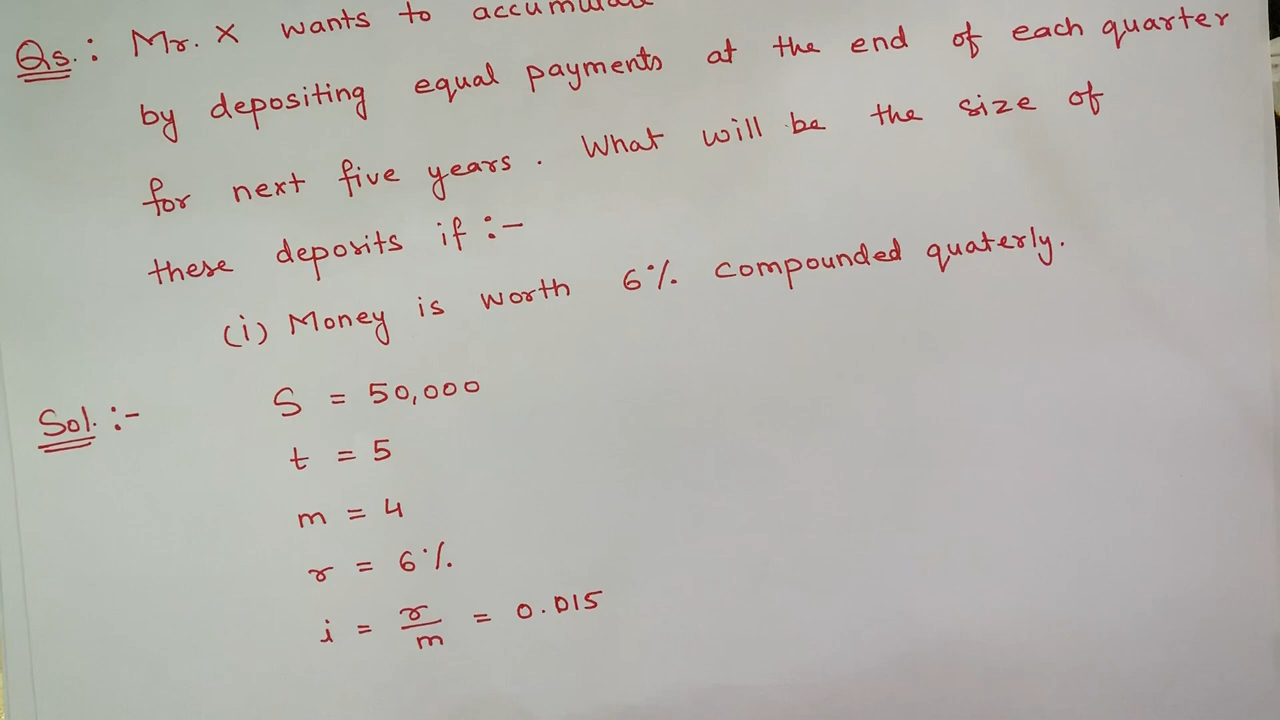 Qs. : Mr. X wants to
by depositing equal payments at the end of each quarter
for next five years. What will be the size of
these deposits if :-
(i) Money is worth 6% compounded quaterly.
Sol. :- S = 50,000
t = 5
m = 4
r = 6%
i = r/m = 0.015